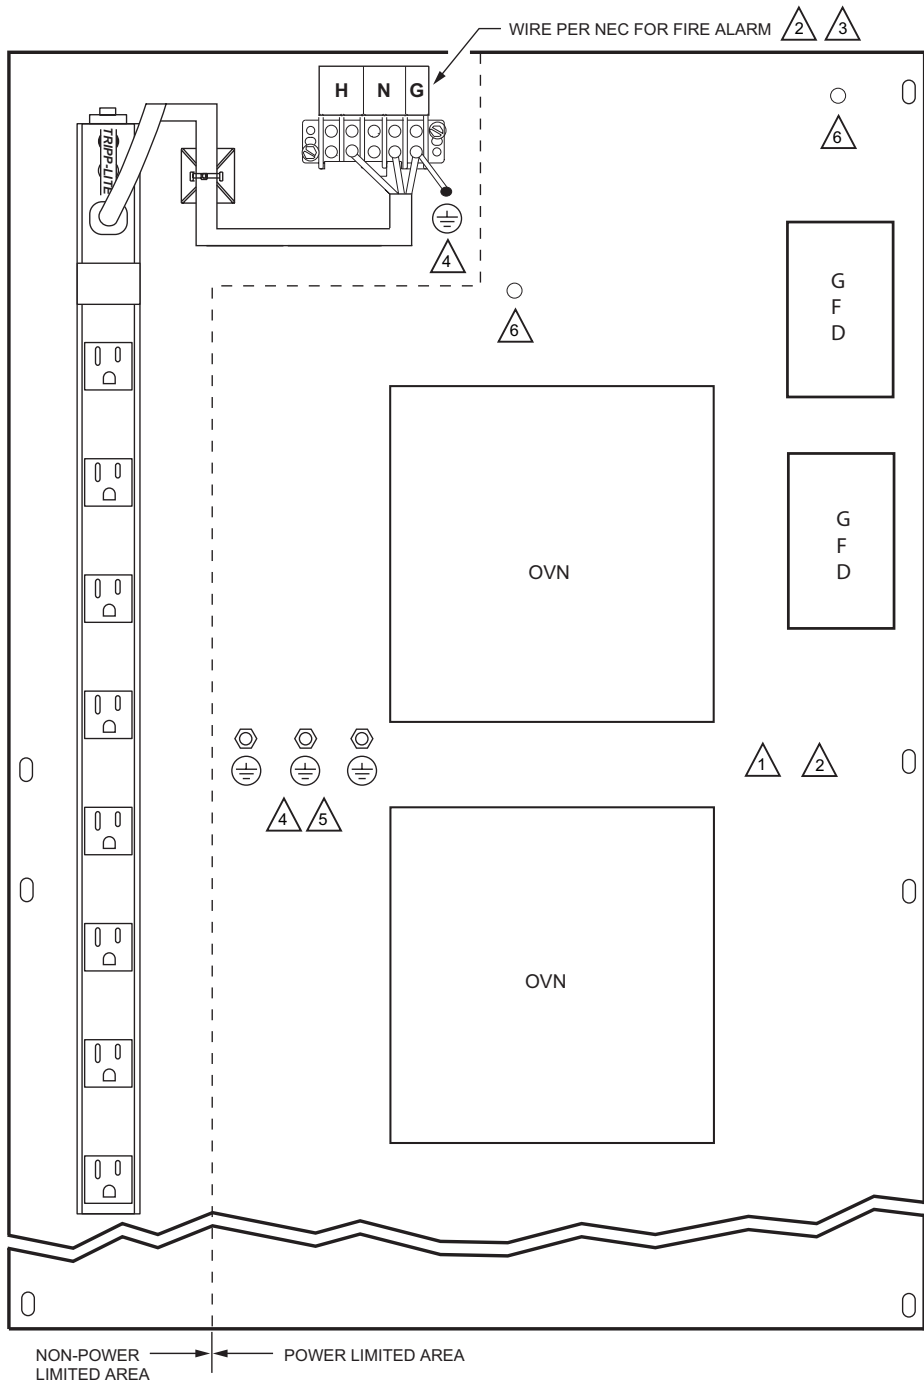 WIRE PER NEC FOR FIRE ALARM 2 3
H N G
TRIPP-LITE
6
4
6
G
F
D
G
F
D
OVN
1 2
4 5
OVN
NON-POWER
LIMITED AREA
POWER LIMITED AREA